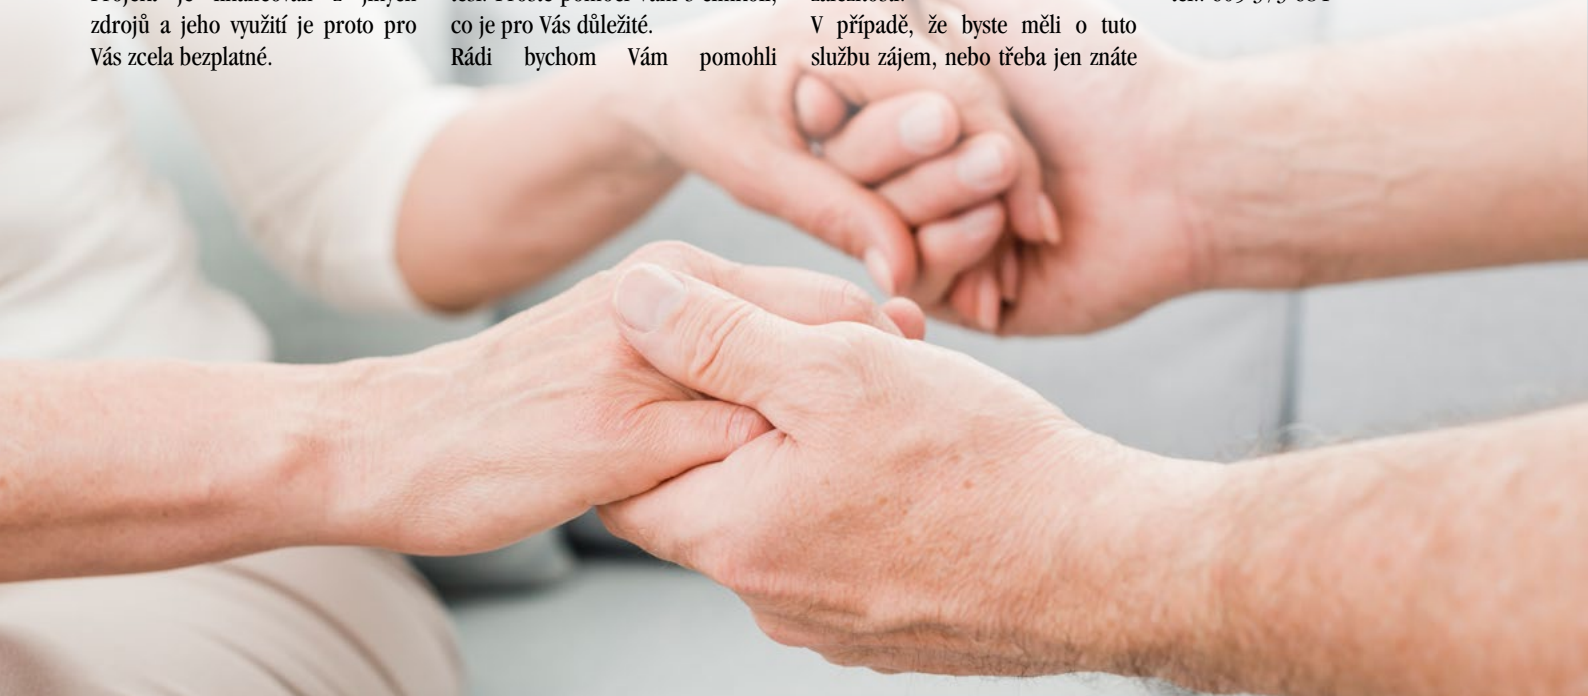 zdrojů a jeho využití je proto pro
Vás zcela bezplatné.
co je pro Vás důležité.
Rádi bychom Vám pomohli
V případě, že byste měli o tuto
službu zájem, nebo třeba jen znáte